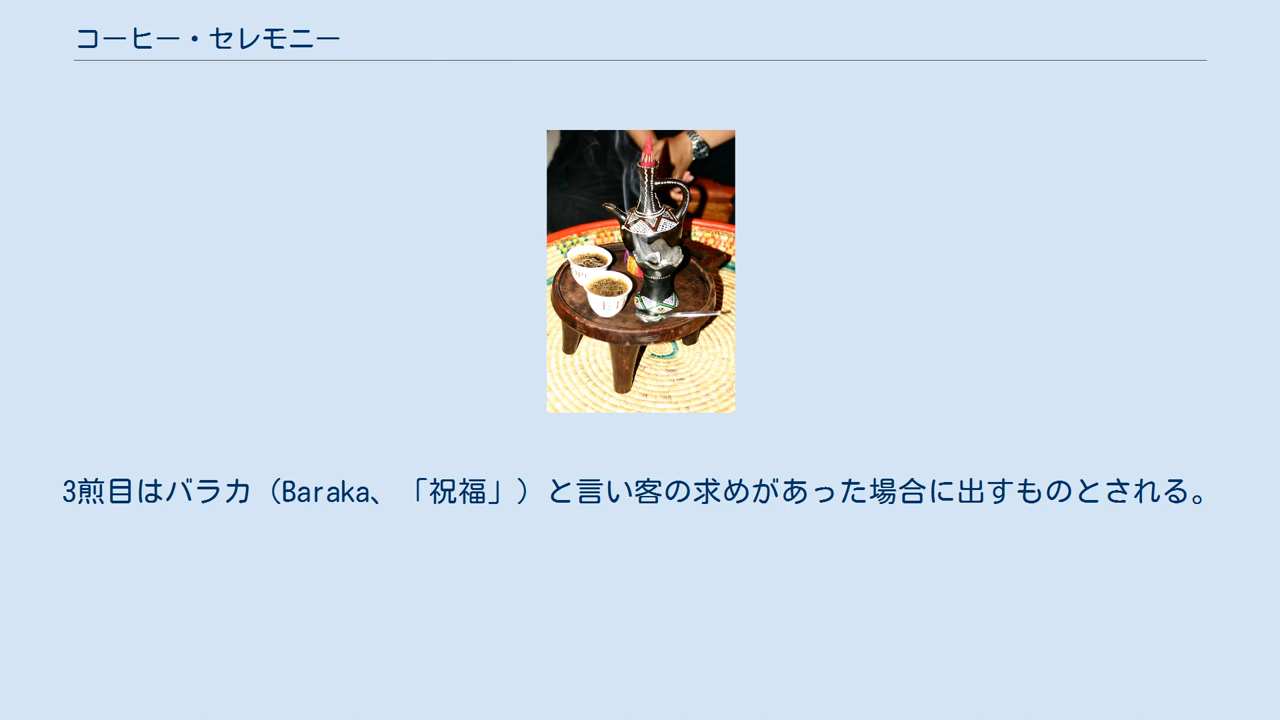 コーヒー・セレモニー
3煎目はバラカ（Baraka、「祝福」）と言い客の求めがあった場合に出すものとされる。